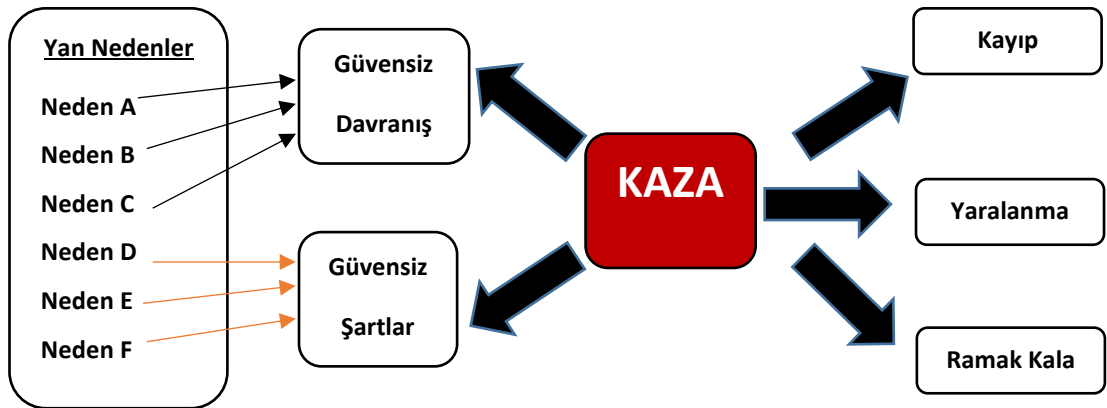 Yan Nedenler
Neden A
Neden B
Neden C
Neden D
Neden E
Neden F
Güvensiz
Davranış
Güvensiz
Şartlar
KAZA
Kayıp
Yaralanma
Ramak Kala